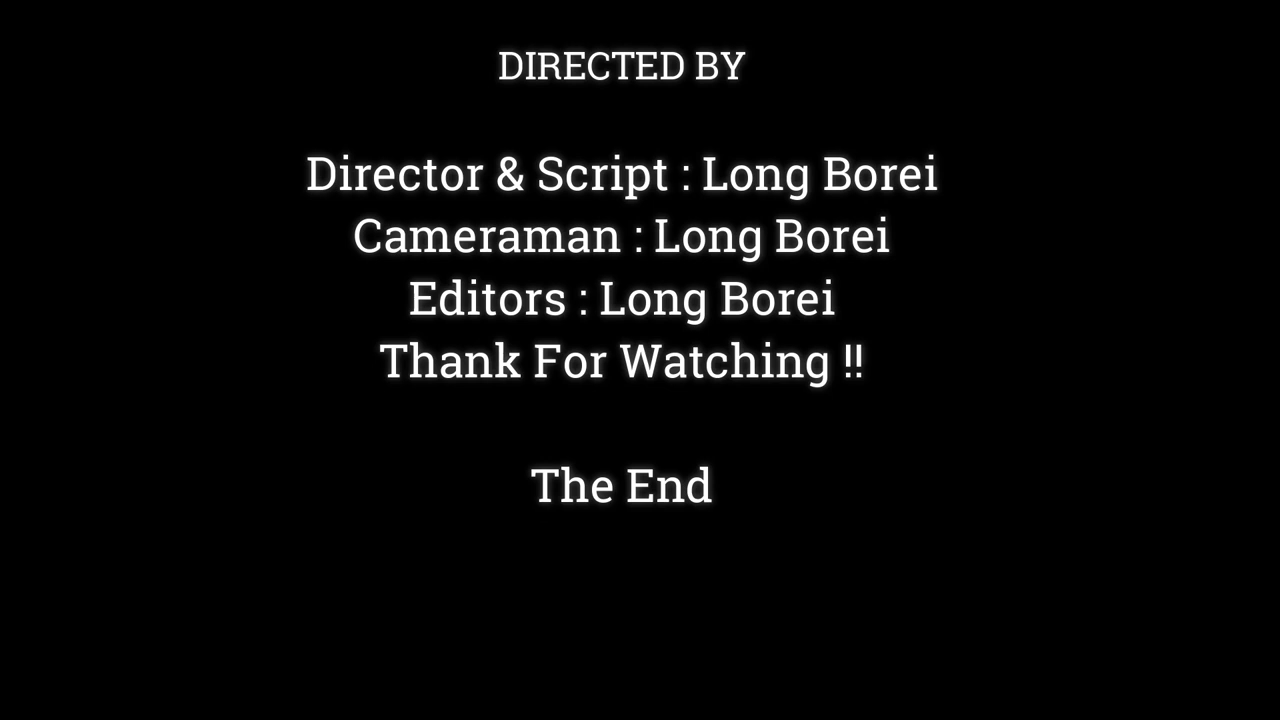 DIRECTED BY
Director & Script : Long Borei
Cameraman : Long Borei
Editors : Long Borei
Thank For Watching !!
The End